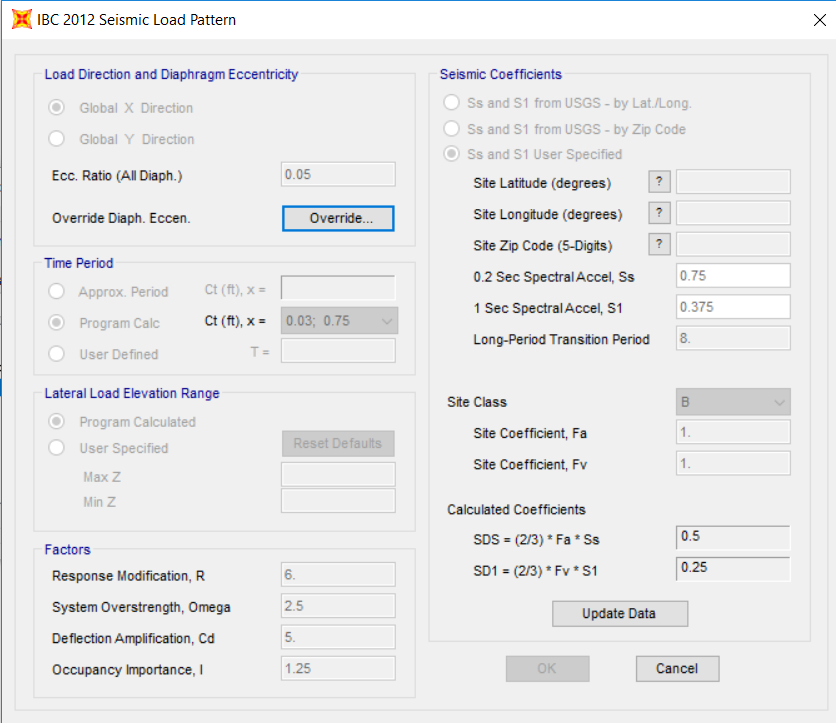 IBC 2012 Seismic Load Pattern
Load Direction and Diaphragm Eccentricity
Global X Direction
Global Y Direction
Ecc. Ratio (All Diaph.) 0.05
Override Diaph. Eccen. Override...
Time Period
Approx. Period Ct (ft), x =
Program Calc Ct (ft), x = 0.03; 0.75
User Defined T =
Lateral Load Elevation Range
Program Calculated
User Specified Reset Defaults
Max Z
Min Z
Factors
Response Modification, R 6.
System Overstrength, Omega 2.5
Deflection Amplification, Cd 5.
Occupancy Importance, I 1.25
Seismic Coefficients
Ss and S1 from USGS - by Lat./Long.
Ss and S1 from USGS - by Zip Code
Ss and S1 User Specified
Site Latitude (degrees) ?
Site Longitude (degrees) ?
Site Zip Code (5-Digits) ?
0.2 Sec Spectral Accel, Ss 0.75
1 Sec Spectral Accel, S1 0.375
Long-Period Transition Period 8.
Site Class B
Site Coefficient, Fa 1.
Site Coefficient, Fv 1.
Calculated Coefficients
SDS = (2/3) * Fa * Ss 0.5
SD1 = (2/3) * Fv * S1 0.25
Update Data
OK Cancel